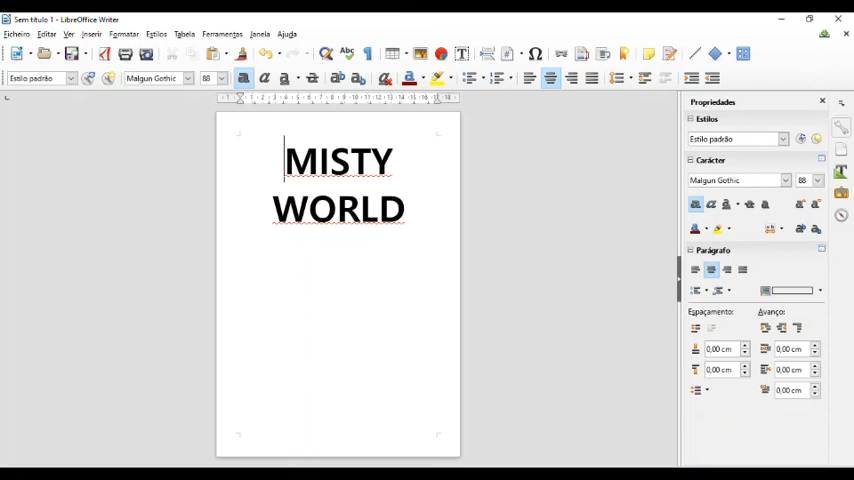 Sem título 1 - LibreOffice Writer
Ficheiro Editar Ver Inserir Formatar Estilos Tabela Ferramentas Janela Ajuda
Estilo padrão Malgun Gothic 88
Propriedades
Estilos
Estilo padrão
Carácter
Malgun Gothic 88
Parágrafo
Espaçamento: Avanço:
0,00 cm 0,00 cm
0,00 cm 0,00 cm
0,00 cm
MISTY
WORLD